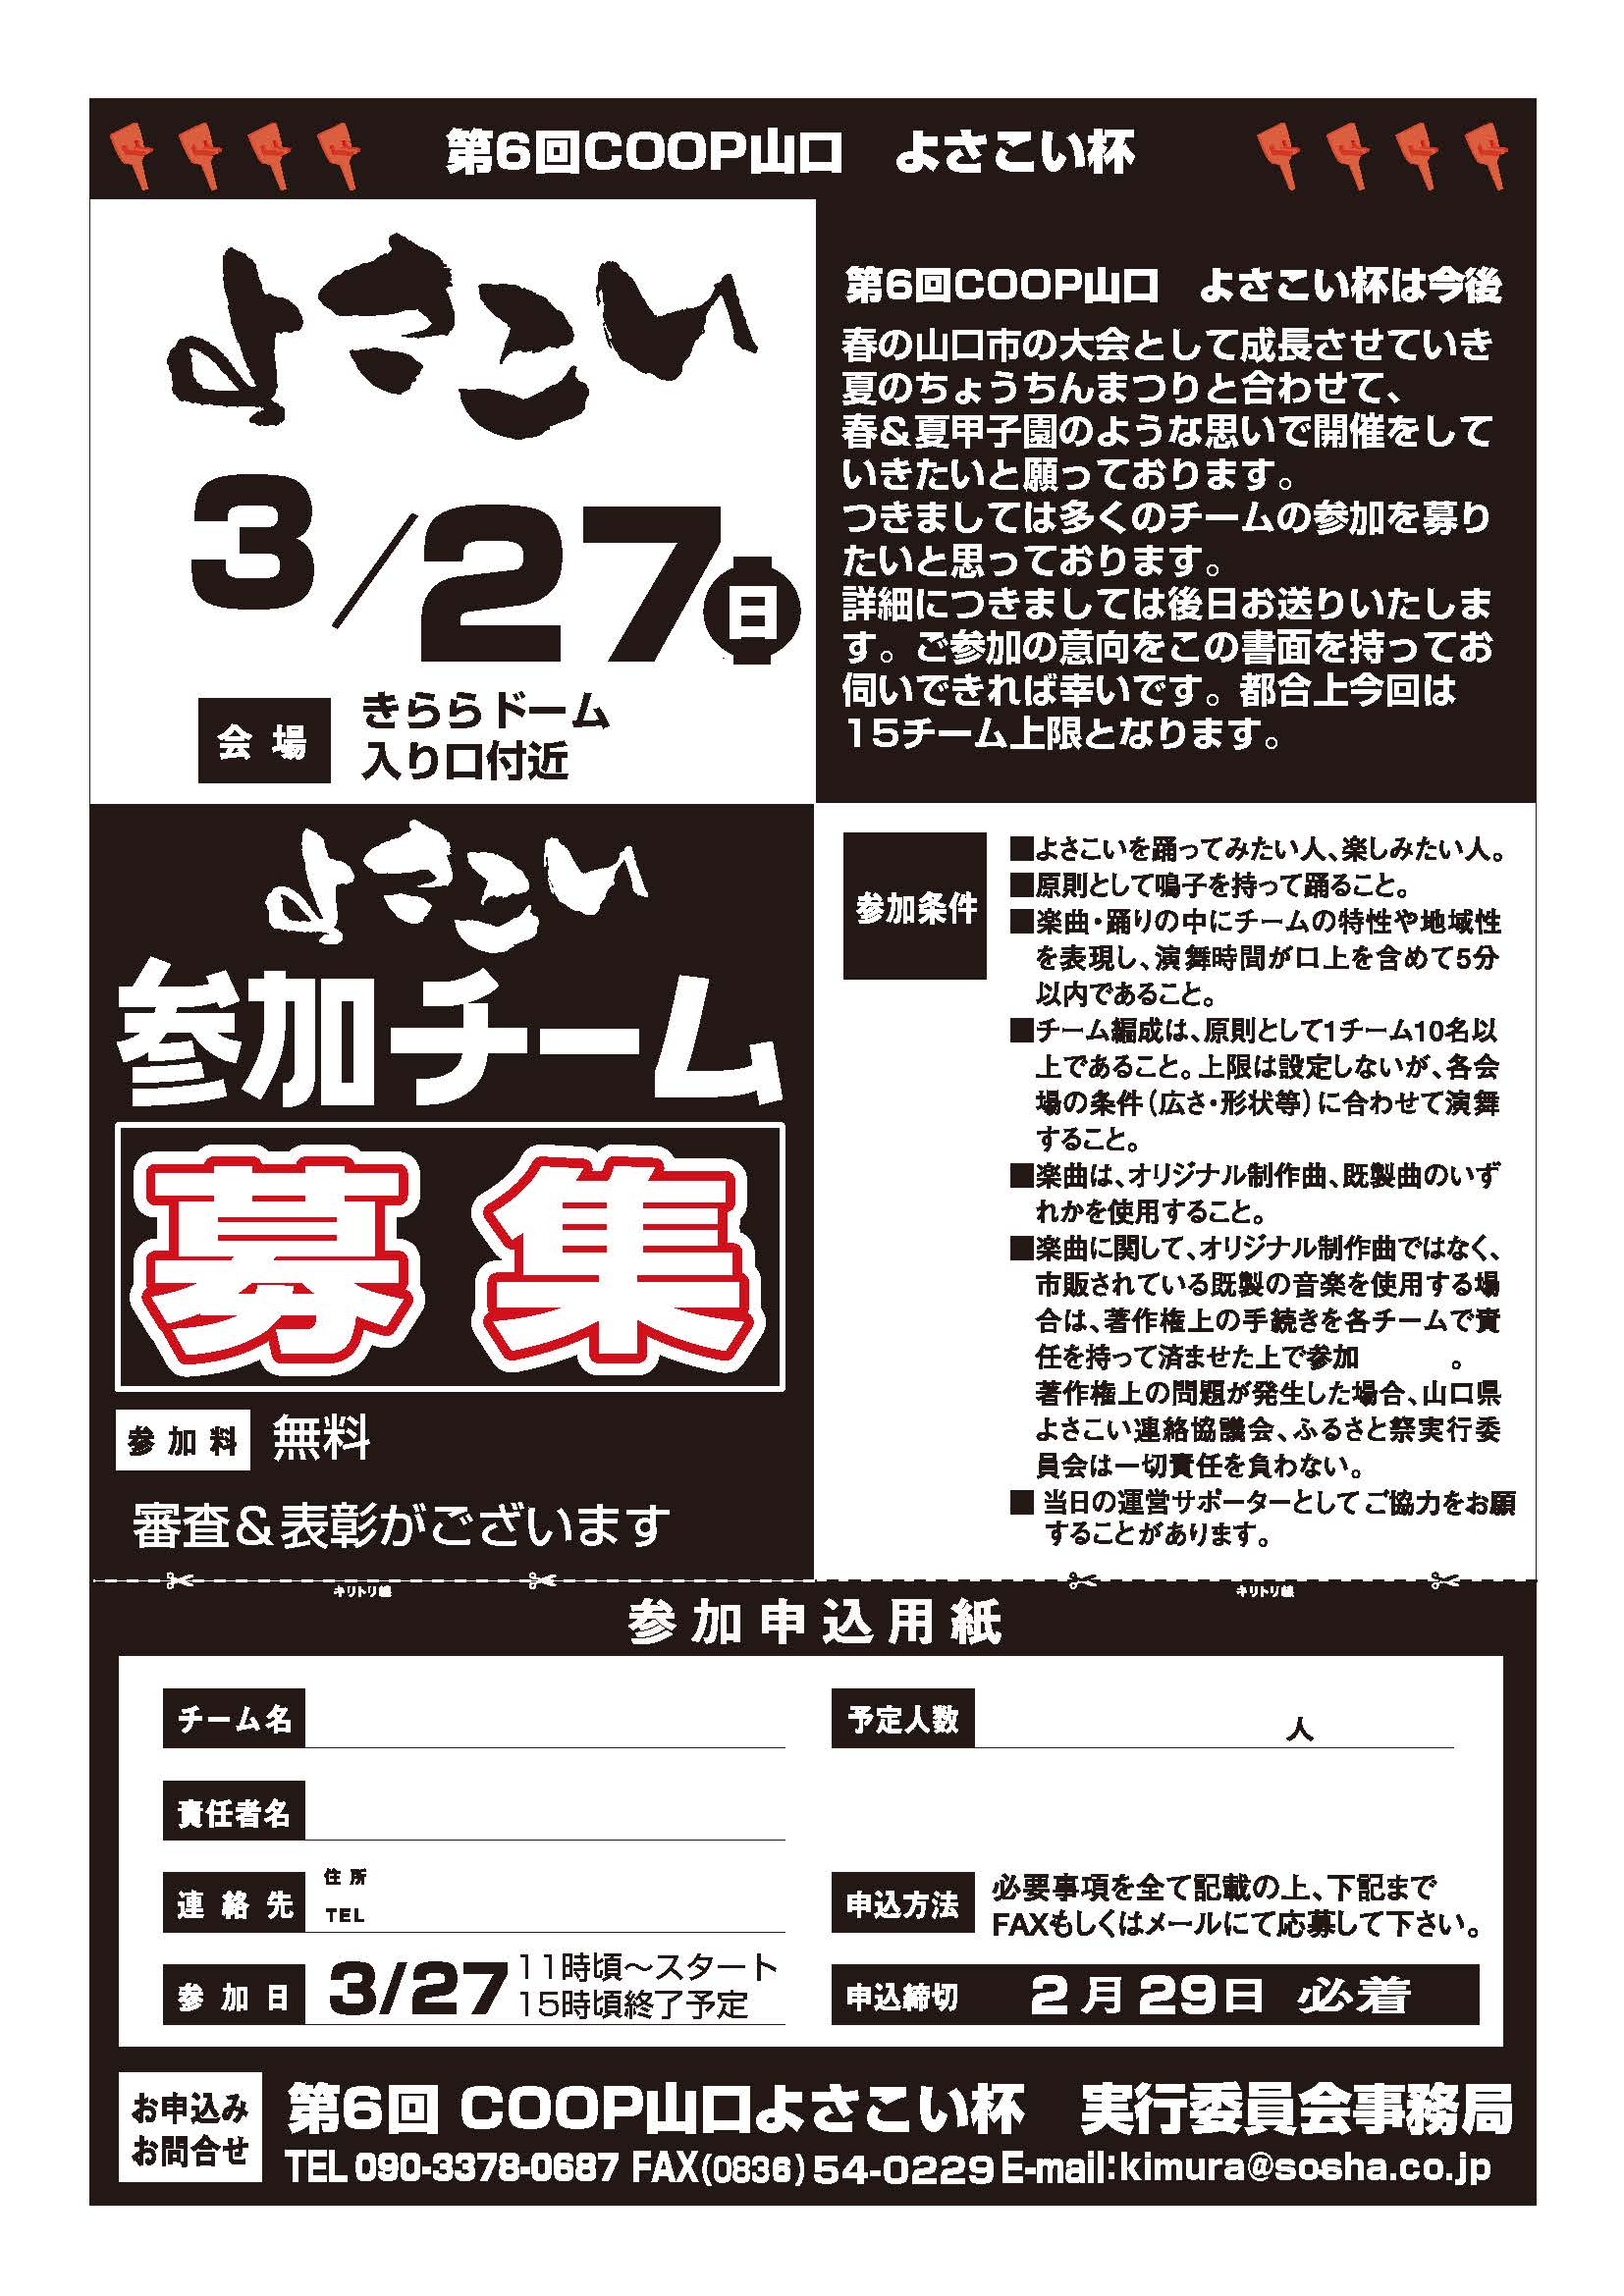 第6回COOP山口　よさこい杯
よさこい
3/27日
会場
きららドーム
入り口付近
第6回COOP山口　よさこい杯は今後
春の山口市の大会として成長させていき
夏のちょうちんまつりと合わせて、
春＆夏甲子園のような思いで開催をして
いきたいと願っております。
つきましては多くのチームの参加を募り
たいと思っております。
詳細につきましては後日お送りいたしま
す。ご参加の意向をこの書面を持ってお
伺いできれば幸いです。都合上今回は
15チーム上限となります。
よさこい
参加チーム
募集
参加料 無料
審査＆表彰がございます
参加条件
■よさこいを踊ってみたい人、楽しみたい人。
■原則として鳴子を持って踊ること。
■楽曲・踊りの中にチームの特性や地域性
を表現し、演舞時間が口上を含めて5分
以内であること。
■チーム編成は、原則として1チーム10名以
上であること。上限は設定しないが、各会
場の条件（広さ・形状等）に合わせて演舞
すること。
■楽曲は、オリジナル制作曲、既製曲のいず
れかを使用すること。
■楽曲に関して、オリジナル制作曲ではなく、
市販されている既製の音楽を使用する場
合は、著作権上の手続きを各チームで責
任を持って済ませた上で参加　　　。
著作権上の問題が発生した場合、山口県
よさこい連絡協議会、ふるさと祭実行委
員会は一切責任を負わない。
■ 当日の運営サポーターとしてご協力をお願
することがあります。
キリトリ線
キリトリ線
参加申込用紙
チーム名
予定人数 人
責任者名
連絡先
住所
TEL
申込方法
必要事項を全て記載の上、下記まで
FAXもしくはメールにて応募して下さい。
参加日 3/27
11時頃〜スタート
15時頃終了予定
申込締切 2月29日 必着
お申込み
お問合せ
第6回 COOP山口よさこい杯　実行委員会事務局
TEL 090-3378-0687 FAX(0836)54-0229 E-mail:kimura@sosha.co.jp